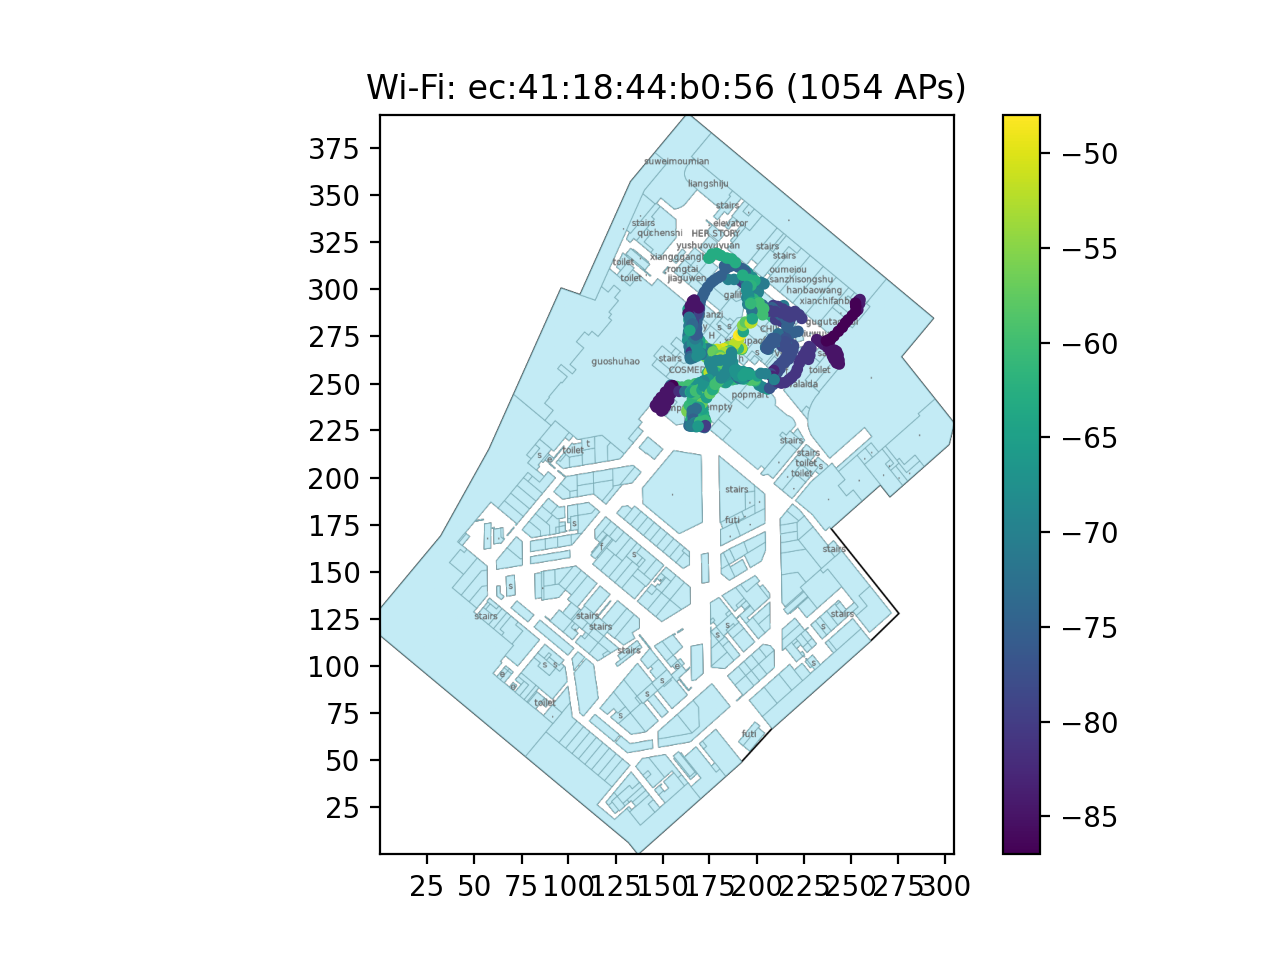 Wi-Fi: ec:41:18:44:b0:56 (1054 APs)
375
350
325
300
275
250
225
200
175
150
125
100
75
50
25
25 50 75 100 125 150 175 200 225 250 275 300
−50
−55
−60
−65
−70
−75
−80
−85
suweimoumian
liangshiju
stairs
stairs
elevator
quchenshi
HER STORY
yushuoyuyuan
stairs
stairs
toilet
rongtai
oumeiou
toilet
jiaguwen
sanzhisongshu
hanbaowang
guoshuhao
stairs
toilet
popmart
empty
stairs
t
toilet
s
e
stairs
toilet
s
toilet
stairs
futi
s
s
stairs
s
stairs
stairs
stairs
stairs
s
s
s
stairs
s
s
e
s
s
s
s
toilet
s
futi